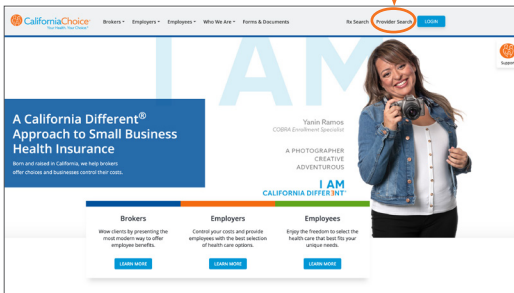 CaliforniaChoice®
Your Health. Your Choice.®
Brokers
Employers
Employees
Who We Are
Forms & Documents
Rx Search
Provider Search
LOGIN
I AM
Support
A California Different®
Approach to Small Business
Health Insurance
Born and raised in California, we help brokers
offer choices and businesses control their costs.
Yanin Ramos
COBRA Enrollment Specialist
A PHOTOGRAPHER
CREATIVE
ADVENTUROUS
I AM
CALIFORNIA DIFFER3NT®
Brokers
Wow clients by presenting the
most modern way to offer
employee benefits.
LEARN MORE
Employers
Control your costs and provide
employees with the best selection
of health care options.
LEARN MORE
Employees
Enjoy the freedom to select the
health care that best fits your
unique needs.
LEARN MORE